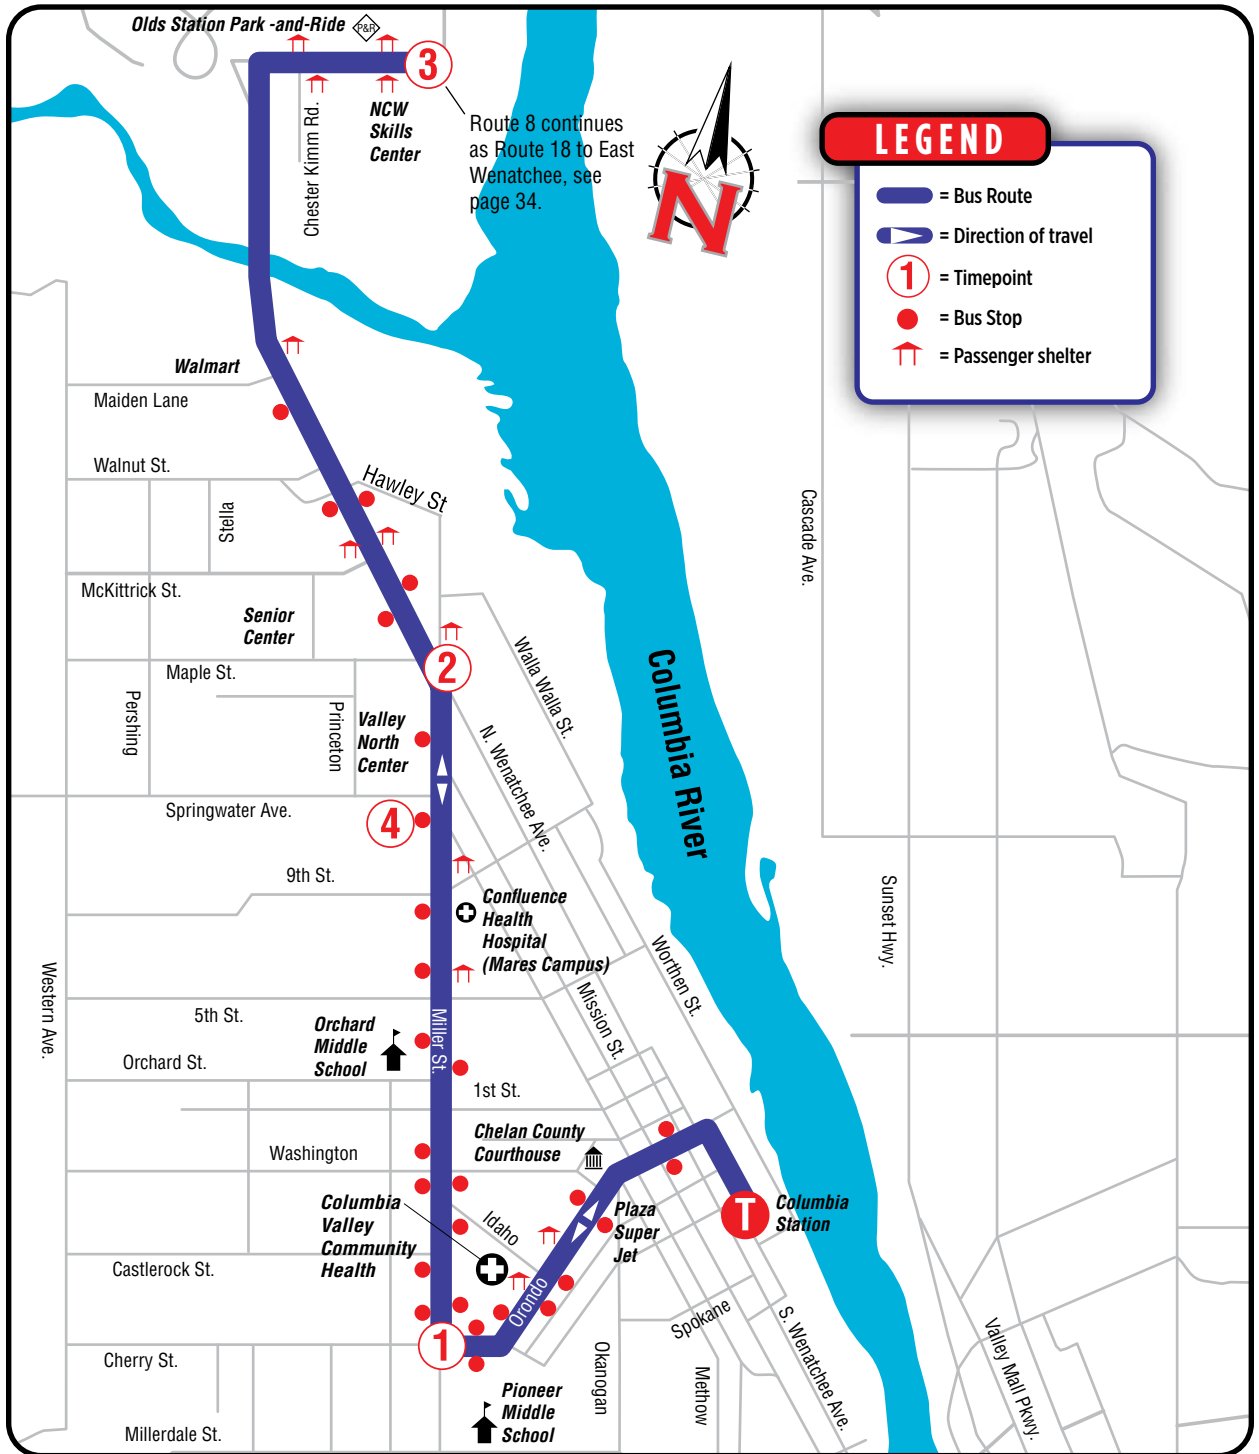 Olds Station Park -and-Ride
P&R
3
Chester Kimm Rd.
NCW
Skills
Center
Route 8 continues
as Route 18 to East
Wenatchee, see
page 34.
N
LEGEND
= Bus Route
= Direction of travel
1
= Timepoint
= Bus Stop
= Passenger shelter
Walmart
Maiden Lane
Walnut St.
Hawley St
Stella
Cascade Ave.
McKittrick St.
Senior
Center
Maple St.
2
Walla Walla St.
Columbia River
Pershing
Princeton
Valley
North
Center
N. Wenatchee Ave.
Springwater Ave.
4
9th St.
Confluence
Health
Hospital
(Mares Campus)
Sunset Hwy.
Western Ave.
Worthen St.
Mission St.
5th St.
Miller St.
Orchard
Middle
School
Orchard St.
1st St.
Chelan County
Courthouse
Washington
Columbia
Valley
Community
Health
Idaho
Plaza
Super
Jet
T
Columbia
Station
Castlerock St.
Orondo
Spokane
S. Wenatchee Ave.
Valley Mall Pkwy.
1
Cherry St.
Okanogan
Methow
Pioneer
Middle
School
Millerdale St.